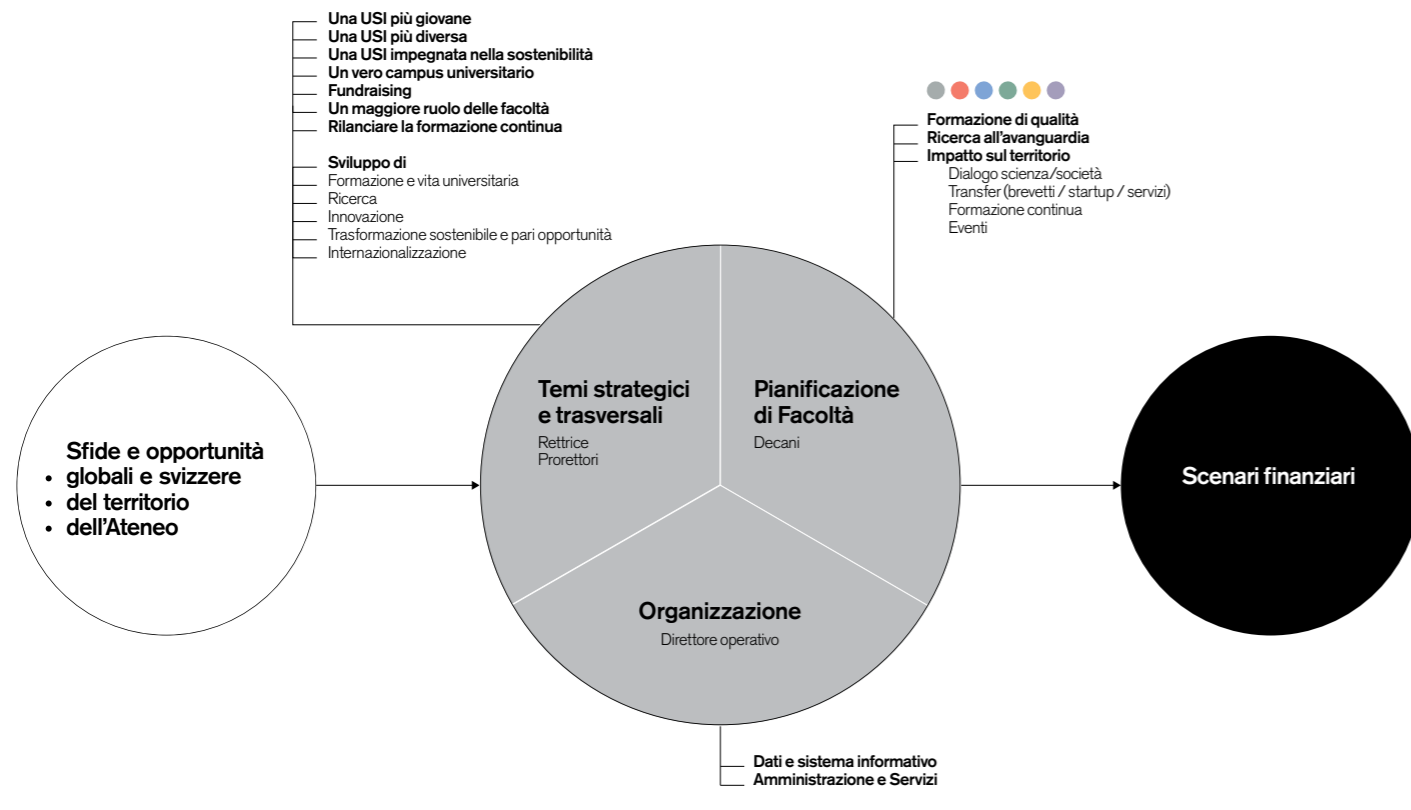 Una USI più giovane
Una USI più diversa
Una USI impegnata nella sostenibilità
Un vero campus universitario
Fundraising
Un maggiore ruolo delle facoltà
Rilanciare la formazione continua
Sviluppo di
Formazione e vita universitaria
Ricerca
Innovazione
Trasformazione sostenibile e pari opportunità
Internazionalizzazione
Formazione di qualità
Ricerca all'avanguardia
Impatto sul territorio
Dialogo scienza/società
Transfer (brevetti / startup / servizi)
Formazione continua
Eventi
Sfide e opportunità
• globali e svizzere
• del territorio
• dell'Ateneo
Temi strategici
e trasversali
Rettrice
Prorettori
Pianificazione
di Facoltà
Decani
Organizzazione
Direttore operativo
Scenari finanziari
Dati e sistema informativo
Amministrazione e Servizi